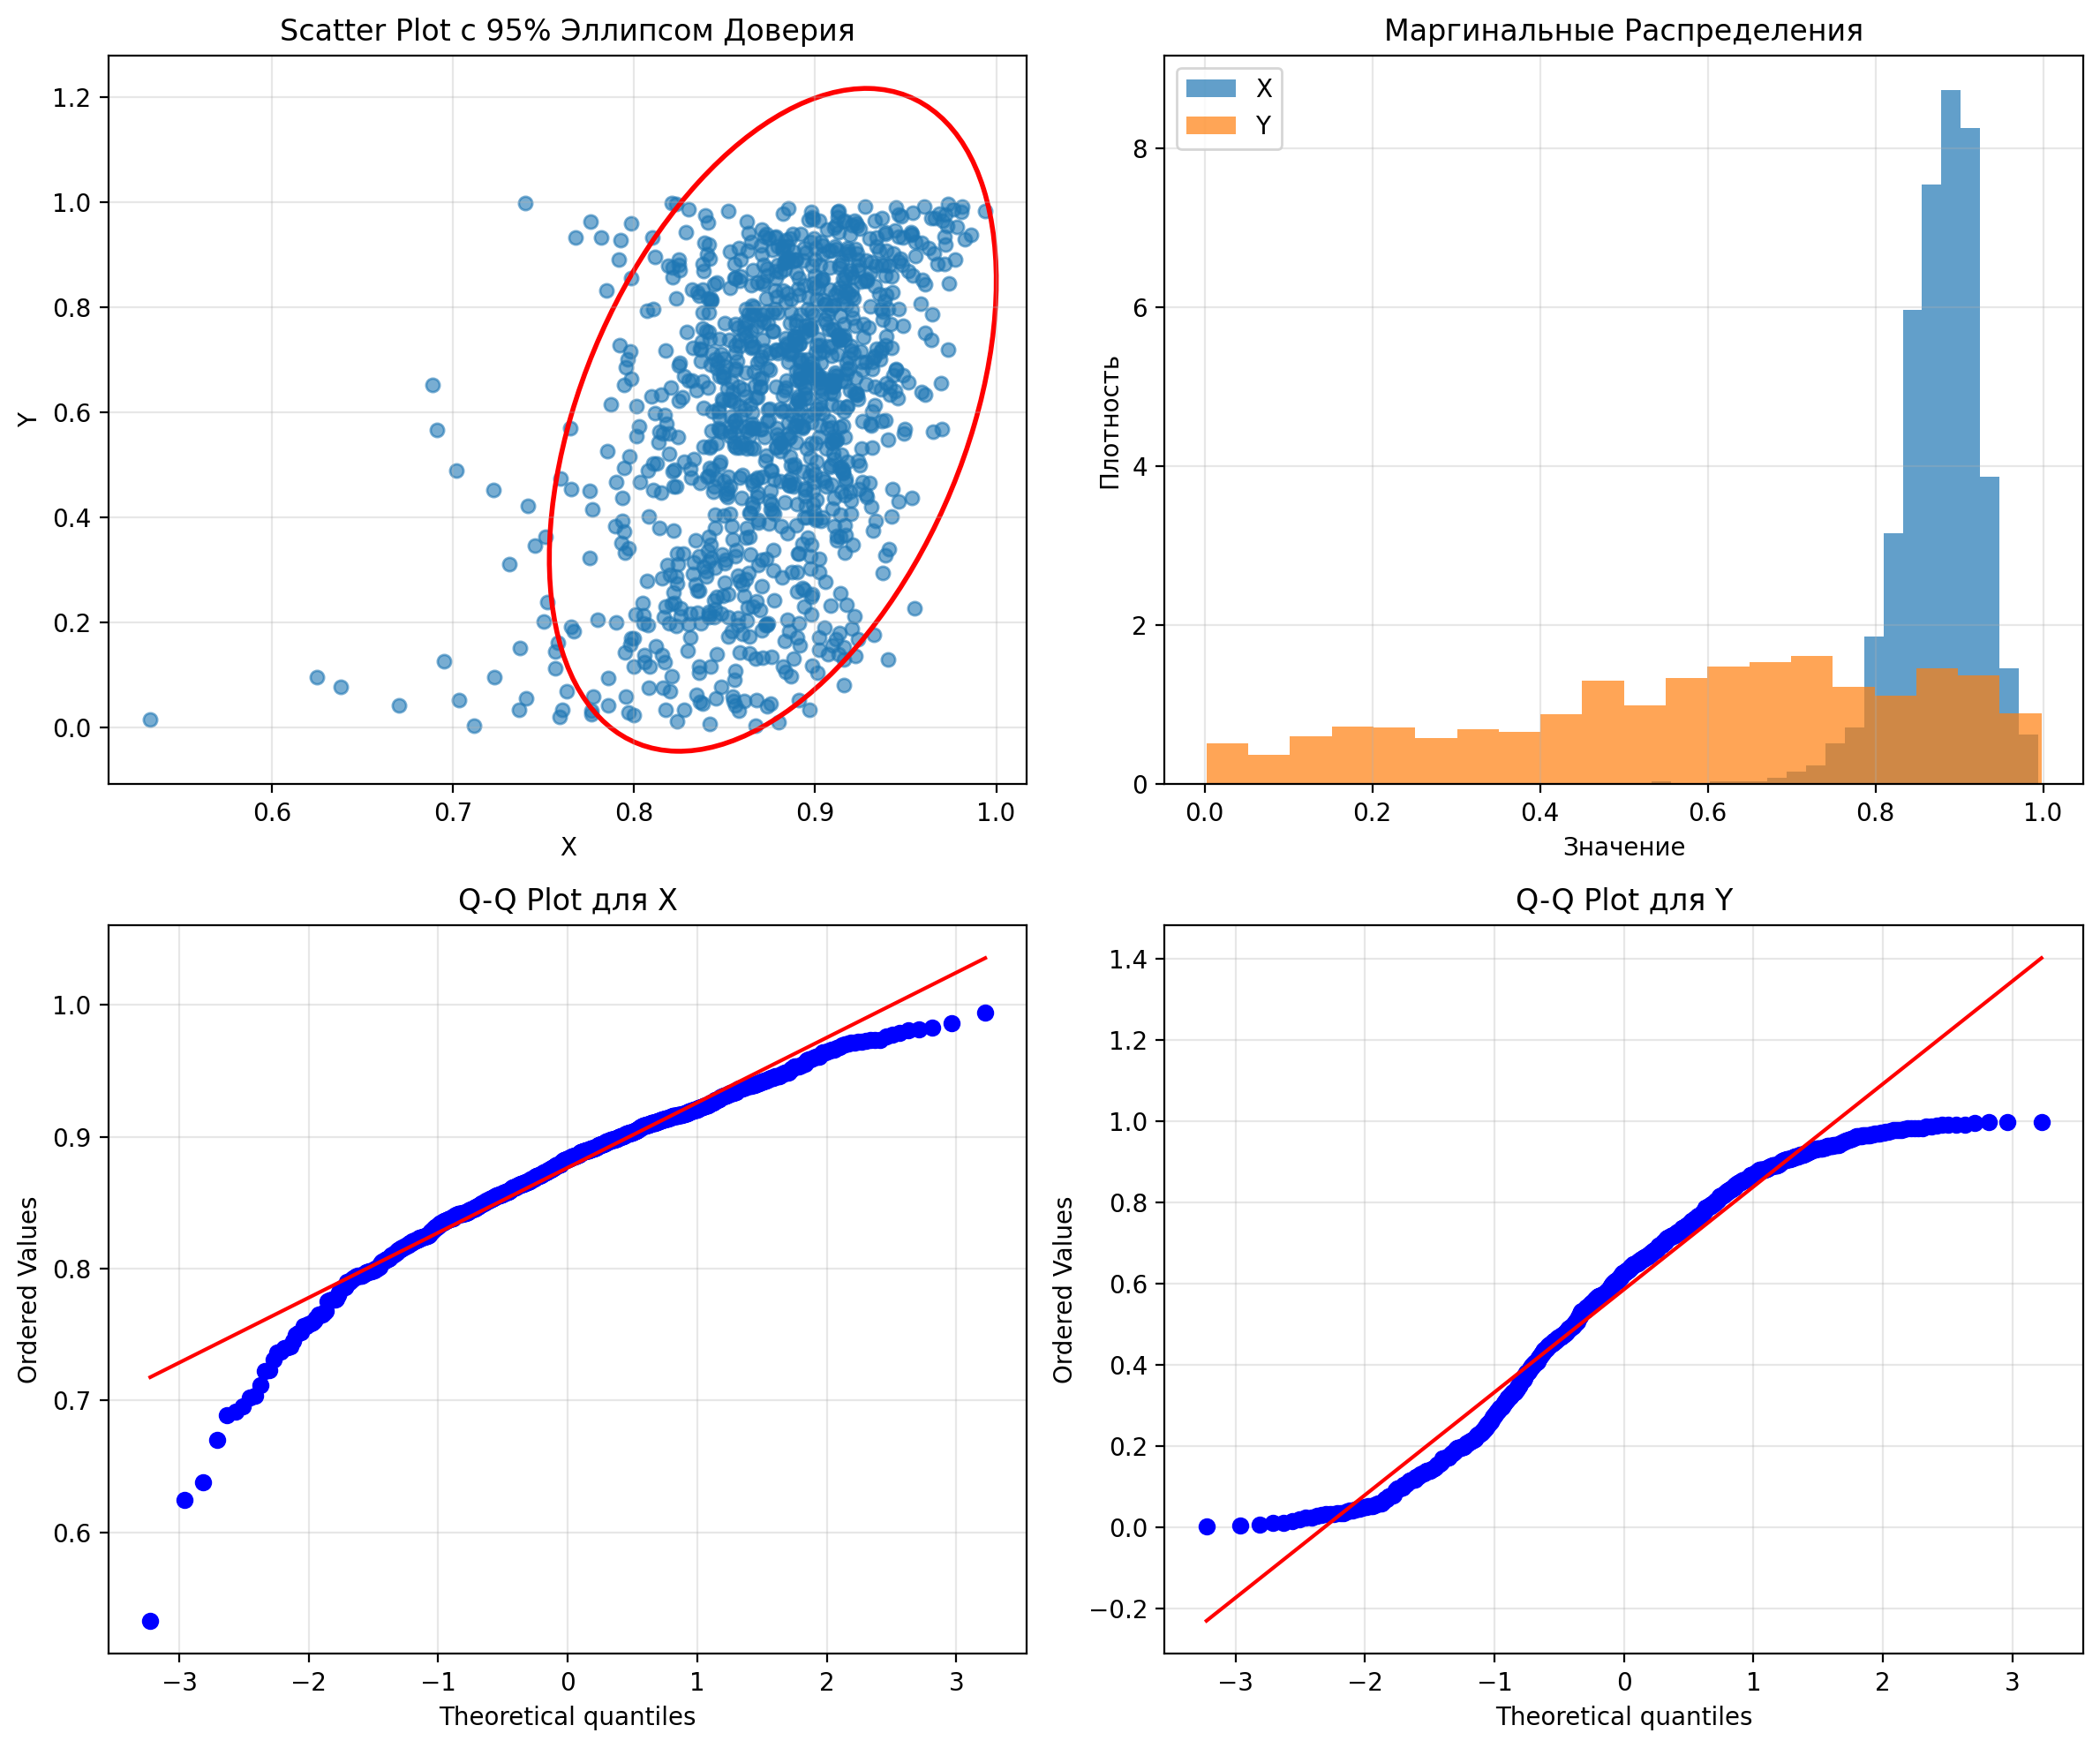 Scatter Plot с 95% Эллипсом Доверия
1.2
1.0
0.8
0.6
0.4
0.2
0.0
Y
0.6 0.7 0.8 0.9 1.0
X
Маргинальные Распределения
X
Y
8
6
4
2
0
Плотность
0.0 0.2 0.4 0.6 0.8 1.0
Значение
Q-Q Plot для X
1.0
0.9
0.8
0.7
0.6
Ordered Values
−3 −2 −1 0 1 2 3
Theoretical quantiles
Q-Q Plot для Y
1.4
1.2
1.0
0.8
0.6
0.4
0.2
0.0
−0.2
Ordered Values
−3 −2 −1 0 1 2 3
Theoretical quantiles